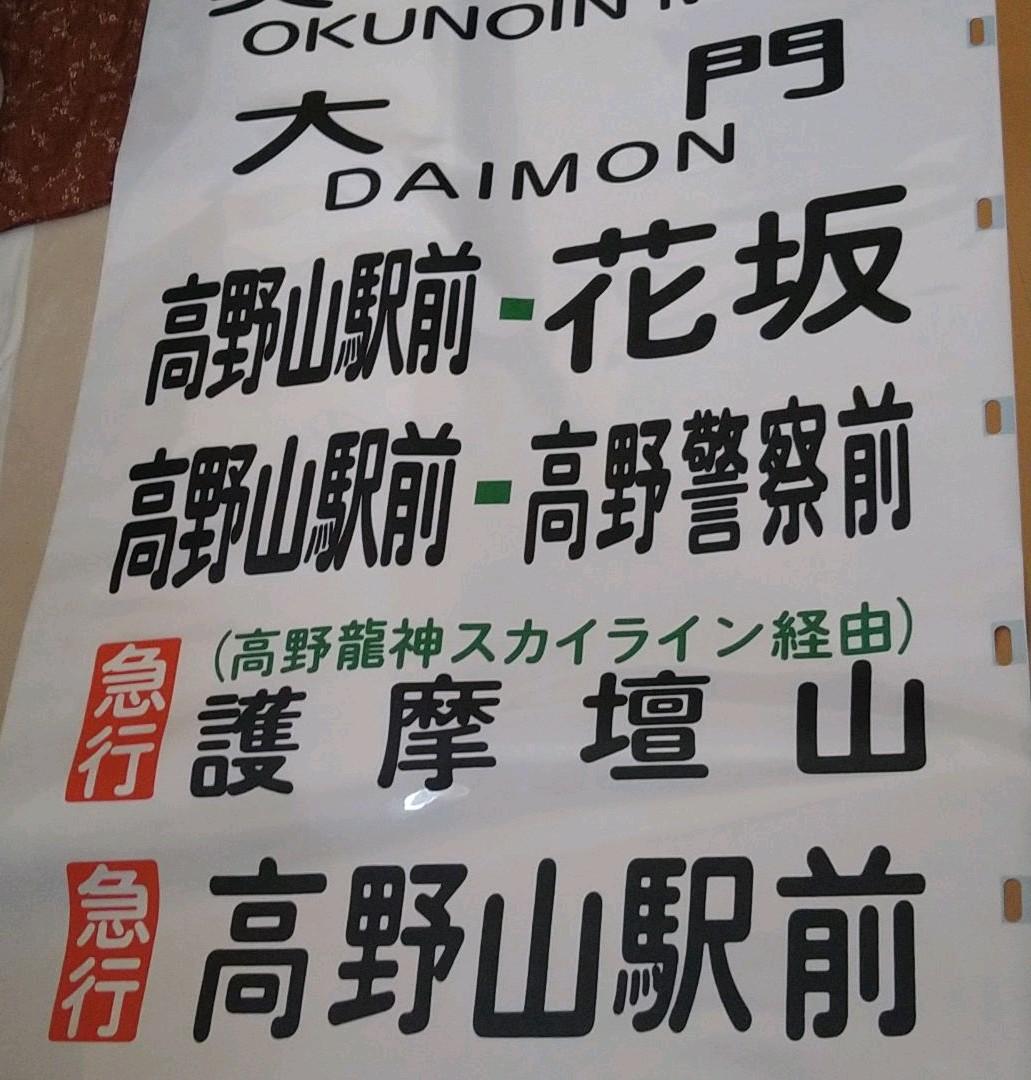 OKUNOIN
大門
DAIMON
高野山駅前-花坂
高野山駅前-高野警察前
(高野龍神スカイライン経由)
急行 護摩壇山
急行 高野山駅前